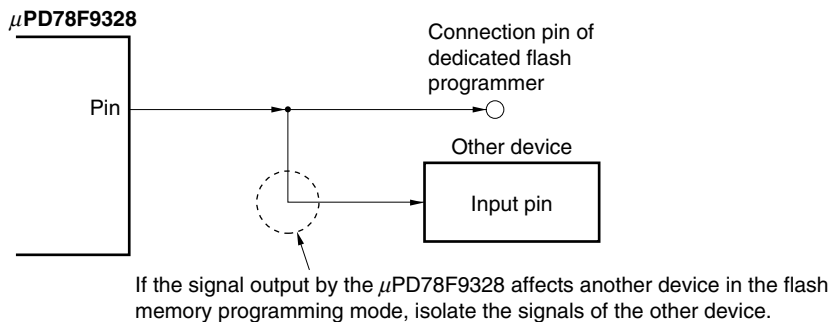 μPD78F9328
Connection pin of
dedicated flash
programmer
Pin
Other device
Input pin
If the signal output by the μPD78F9328 affects another device in the flash
memory programming mode, isolate the signals of the other device.